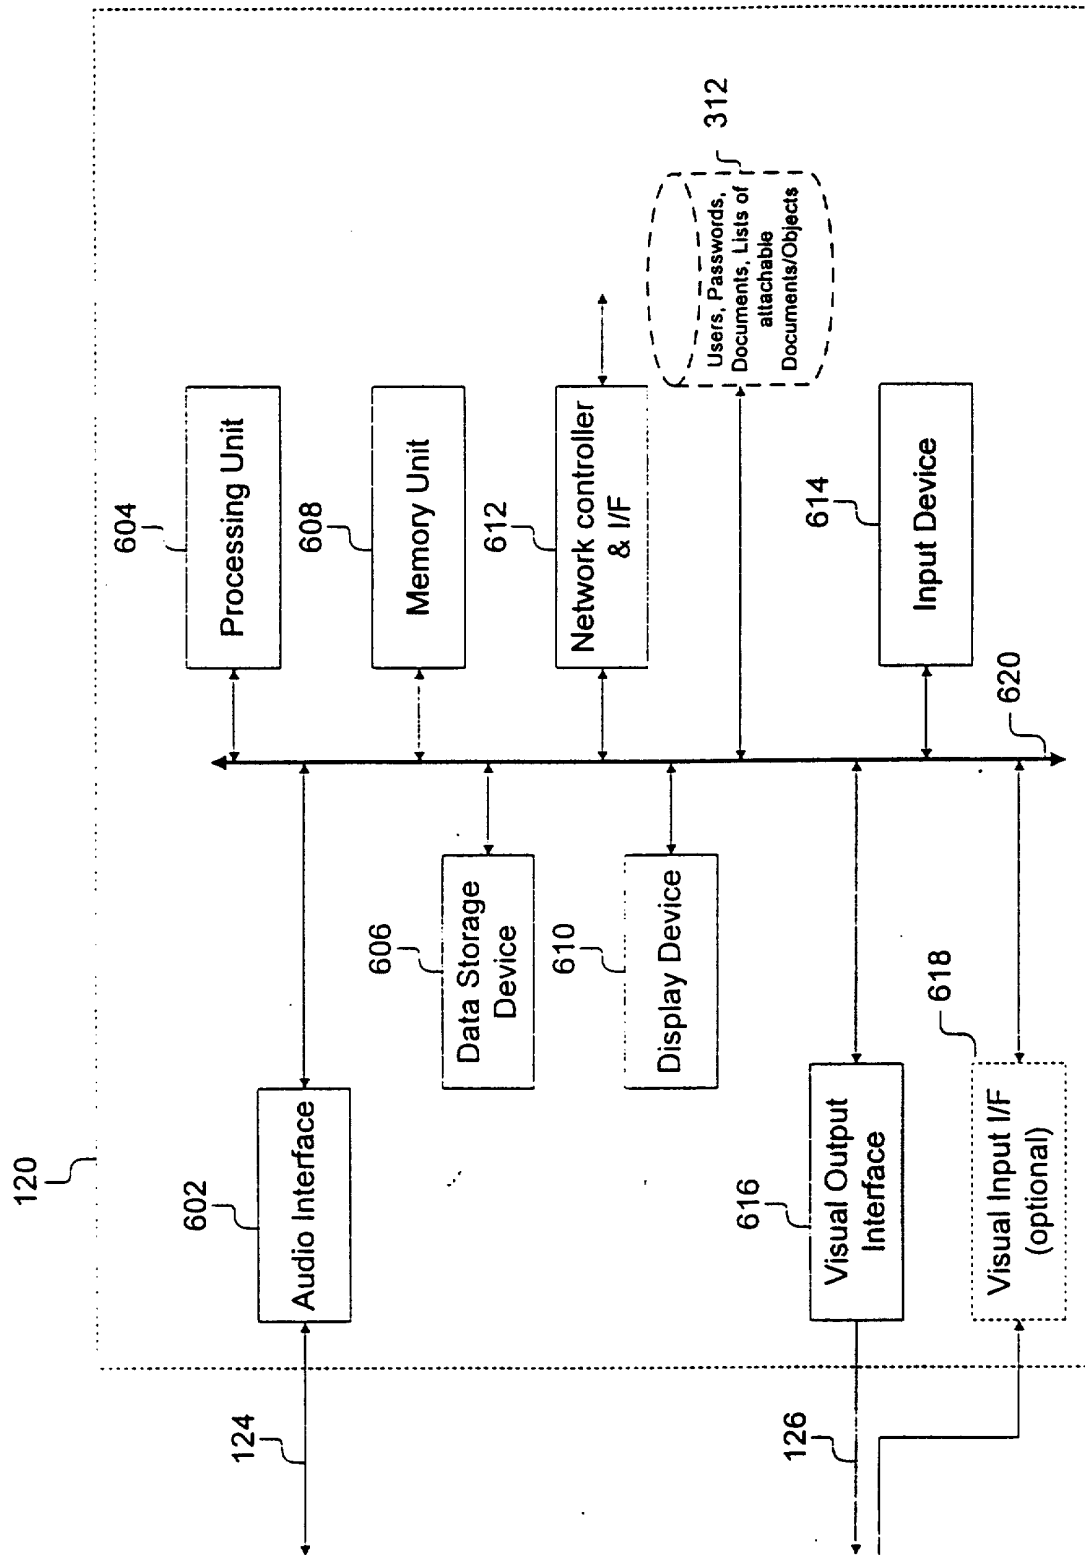 120
604
Processing Unit
608
Memory Unit
612
Network controller
& I/F
312
Users, Passwords,
Documents, Lists of
attachable
Documents/Objects
614
Input Device
620
602
Audio Interface
606
Data Storage
Device
610
Display Device
616
Visual Output
Interface
618
Visual Input I/F
(optional)
124
126